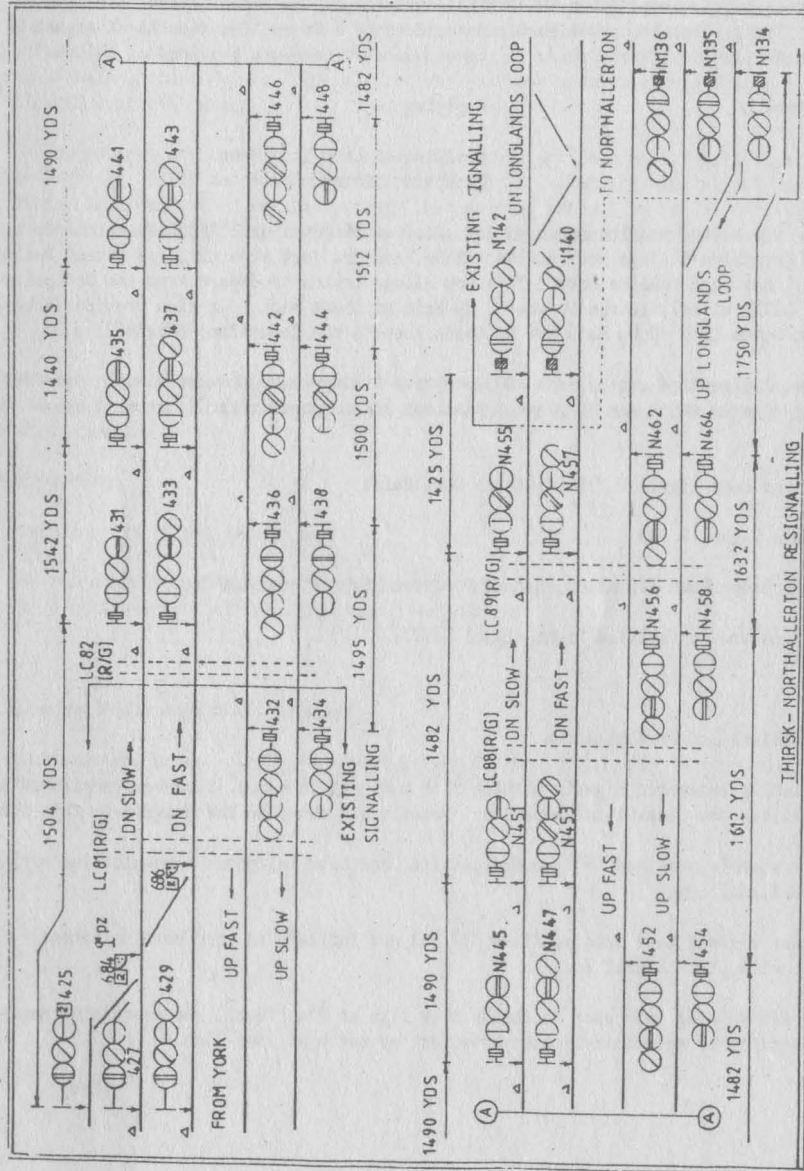 1504 YDS
1542 YDS
1440 YDS
1490 YDS
425
2
LC81(R/G)
LC82
(R/G)
431
435
441
A
684
427
DN SLOW
433
437
443
696
429
DN FAST
A
FROM YORK
UP FAST
432
436
442
446
UP SLOW
434
438
444
448
EXISTING
SIGNALLING
1495 YDS
1500 YDS
1512 YDS
1482 YDS
1490 YDS
1490 YDS
1482 YDS
1425 YDS
EXISTING SIGNALLING
A
N445
N451
LC88(R/G)
LC89(R/G)
N455
N142
DN LONGLANDS LOOP
DN SLOW
N447
N453
DN FAST
N457
N140
TO NORTHALLERTON
UP FAST
452
N456
N462
N136
UP SLOW
454
N458
N464
N135
A
UP LONGLANDS
LOOP
N134
1482 YDS
1612 YDS
1632 YDS
1750 YDS
THIRSK-NORTHALLERTON RESIGNALLING